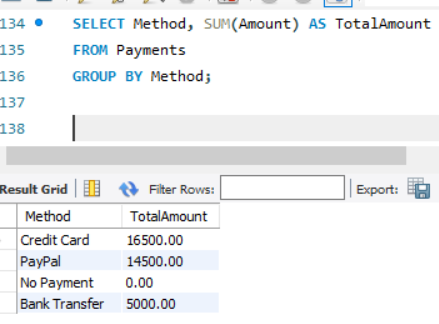 134 SELECT Method, SUM(Amount) AS TotalAmount
135 FROM Payments
136 GROUP BY Method;
137
138
Result Grid Filter Rows: Export:
Method TotalAmount
Credit Card 16500.00
PayPal 14500.00
No Payment 0.00
Bank Transfer 5000.00